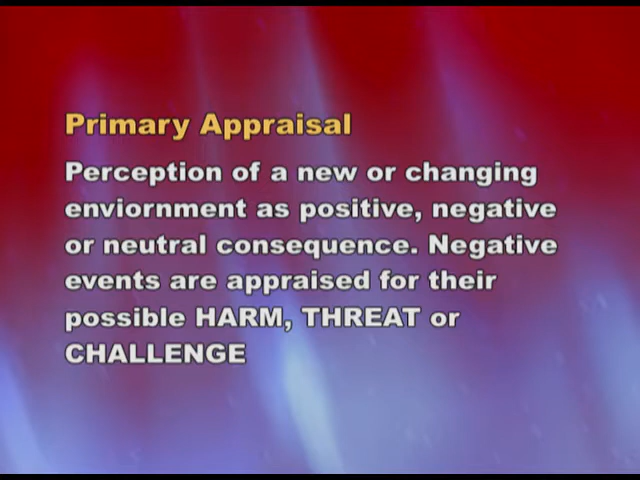 Primary Appraisal
Perception of a new or changing
enviornment as positive, negative
or neutral consequence. Negative
events are appraised for their
possible HARM, THREAT or
CHALLENGE